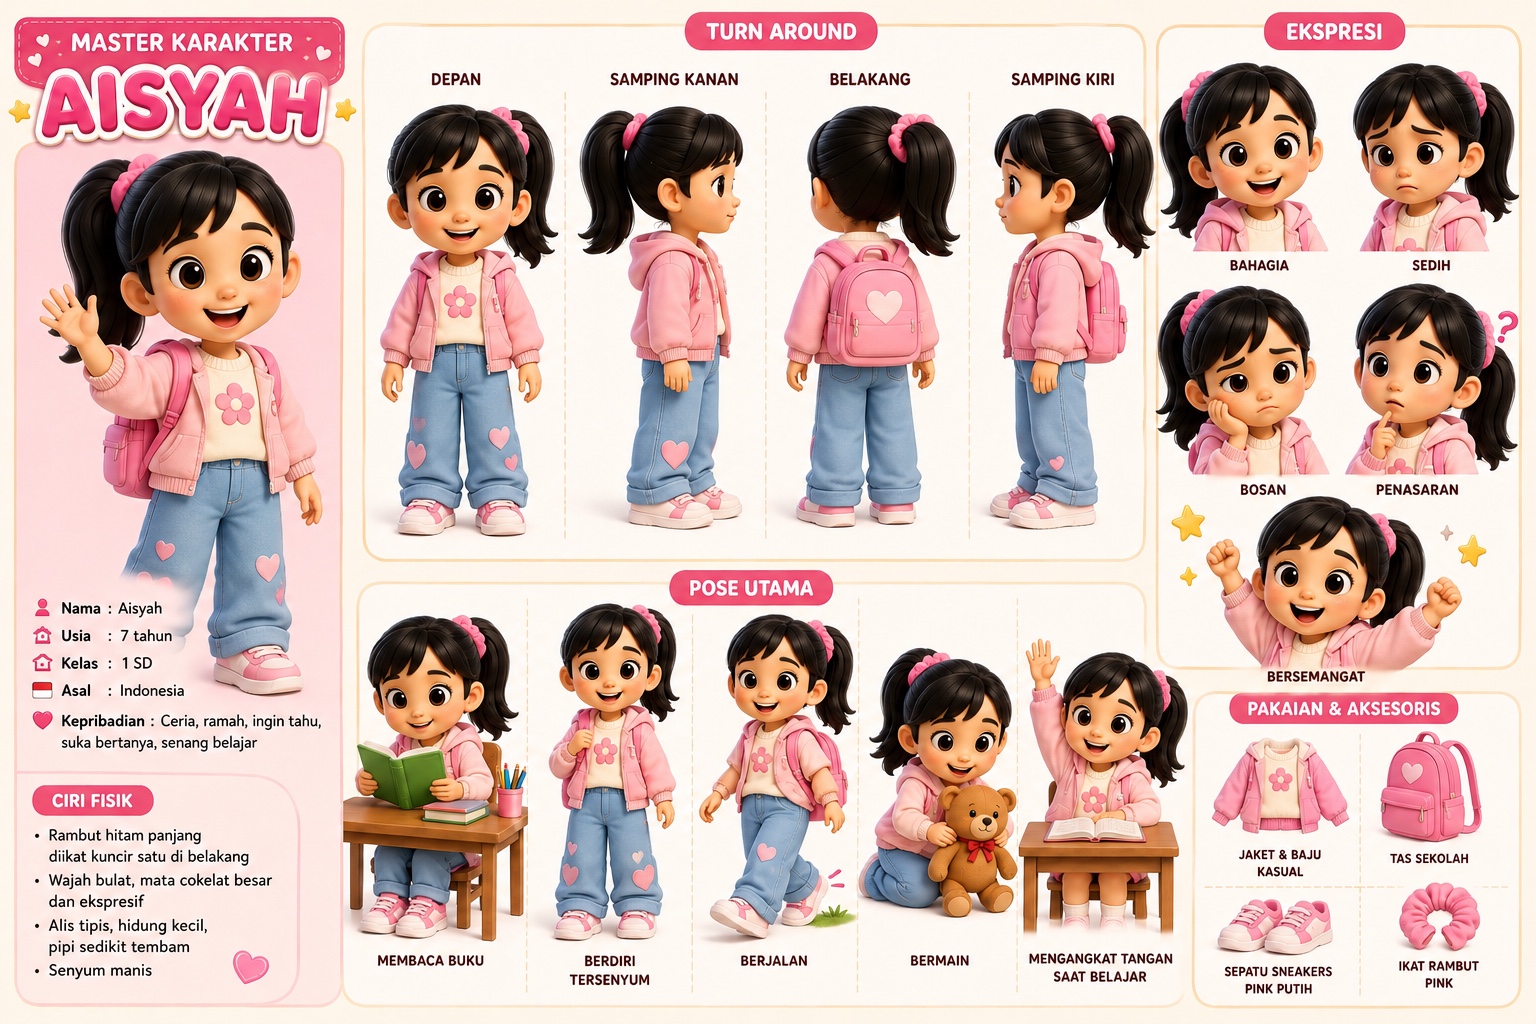 MASTER KARAKTER
AISYAH
Nama : Aisyah
Usia : 7 tahun
Kelas : 1 SD
Asal : Indonesia
Kepribadian : Ceria, ramah, ingin tahu,
suka bertanya, senang belajar
CIRI FISIK
• Rambut hitam panjang
diikat kuncir satu di belakang
• Wajah bulat, mata cokelat besar
dan ekspresif
• Alis tipis, hidung kecil,
pipi sedikit tembam
• Senyum manis
TURN AROUND
DEPAN
SAMPING KANAN
BELAKANG
SAMPING KIRI
POSE UTAMA
MEMBACA BUKU
BERDIRI
TERSENYUM
BERJALAN
BERMAIN
MENGANGKAT TANGAN
SAAT BELAJAR
EKSPRESI
BAHAGIA
SEDIH
?
BOSAN
PENASARAN
BERSEMANGAT
PAKAIAN & AKSESORIS
JAKET & BAJU
KASUAL
TAS SEKOLAH
SEPATU SNEAKERS
PINK PUTIH
IKAT RAMBUT
PINK